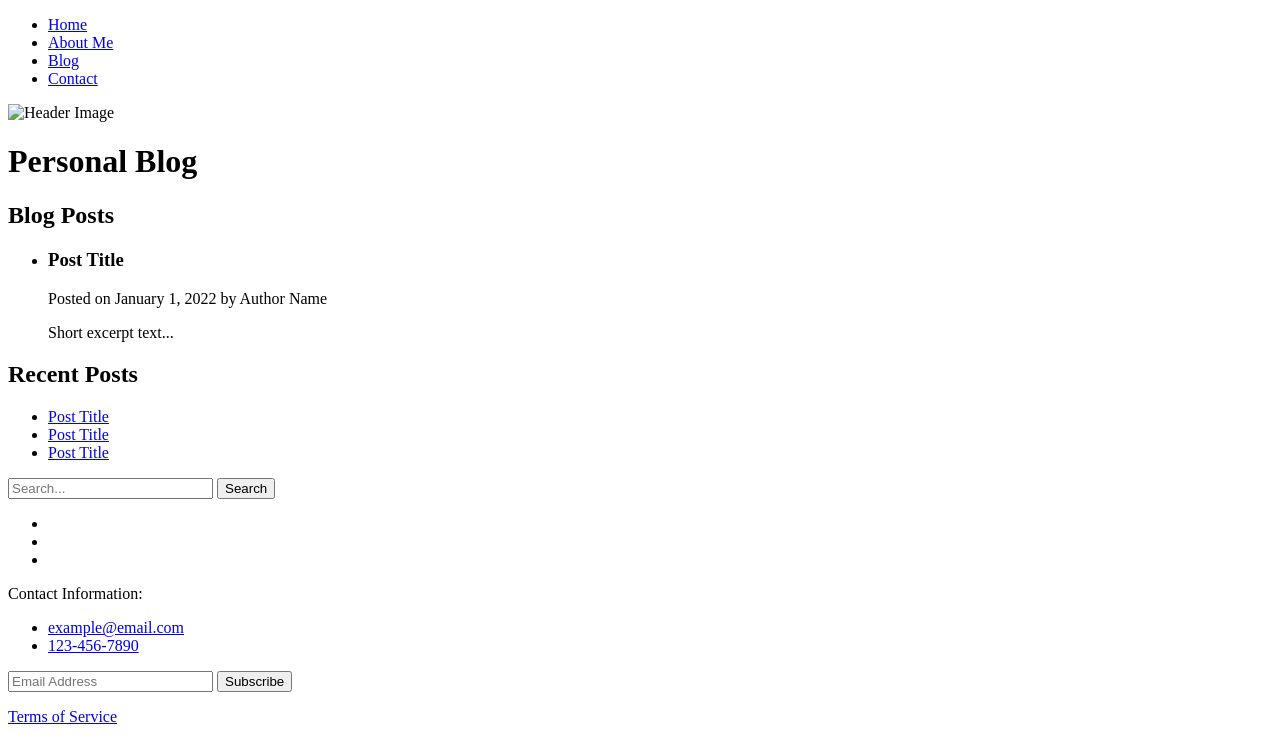 Home
About Me
Blog
Contact
Header Image
Personal Blog
Blog Posts
Post Title
Posted on January 1, 2022 by Author Name
Short excerpt text...
Recent Posts
Post Title
Post Title
Post Title
Search... Search
Contact Information:
example@email.com
123-456-7890
Email Address Subscribe
Terms of Service